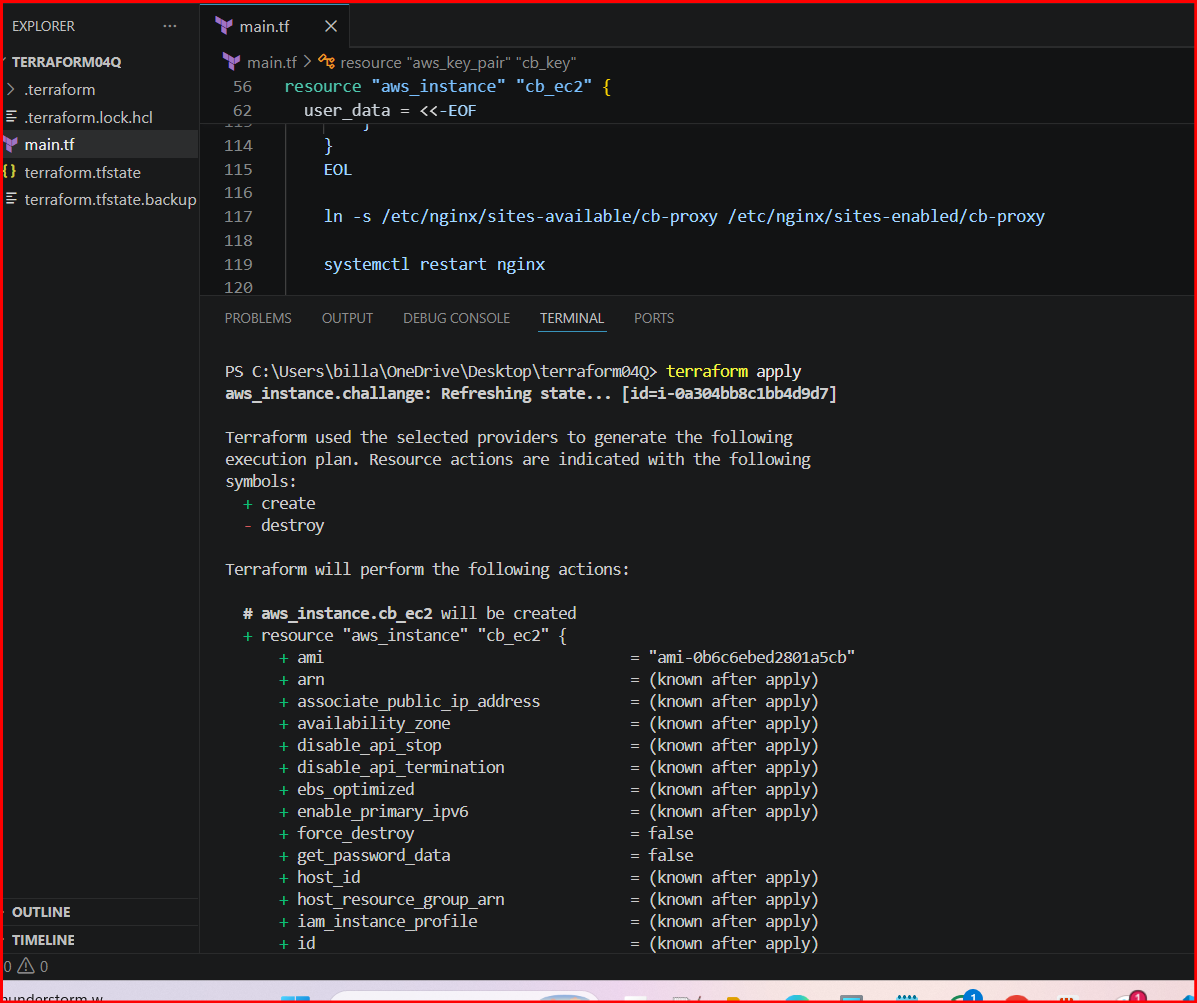 EXPLORER
...
TERRAFORM04Q
.terraform
.terraform.lock.hcl
main.tf
terraform.tfstate
terraform.tfstate.backup
OUTLINE
TIMELINE
0 0
main.tf
main.tf > resource "aws_key_pair" "cb_key"
56 resource "aws_instance" "cb_ec2" {
62 user_data = <<-EOF
113 }
114 }
115 EOL
116
117 ln -s /etc/nginx/sites-available/cb-proxy /etc/nginx/sites-enabled/cb-proxy
118
119 systemctl restart nginx
120
PROBLEMS OUTPUT DEBUG CONSOLE TERMINAL PORTS
PS C:\Users\billa\OneDrive\Desktop\terraform04Q> terraform apply
aws_instance.challange: Refreshing state... [id=i-0a304bb8c1bb4d9d7]
Terraform used the selected providers to generate the following
execution plan. Resource actions are indicated with the following
symbols:
+ create
- destroy
Terraform will perform the following actions:
# aws_instance.cb_ec2 will be created
+ resource "aws_instance" "cb_ec2" {
+ ami = "ami-0b6c6ebed2801a5cb"
+ arn = (known after apply)
+ associate_public_ip_address = (known after apply)
+ availability_zone = (known after apply)
+ disable_api_stop = (known after apply)
+ disable_api_termination = (known after apply)
+ ebs_optimized = (known after apply)
+ enable_primary_ipv6 = (known after apply)
+ force_destroy = false
+ get_password_data = false
+ host_id = (known after apply)
+ host_resource_group_arn = (known after apply)
+ iam_instance_profile = (known after apply)
+ id = (known after apply)
1 1